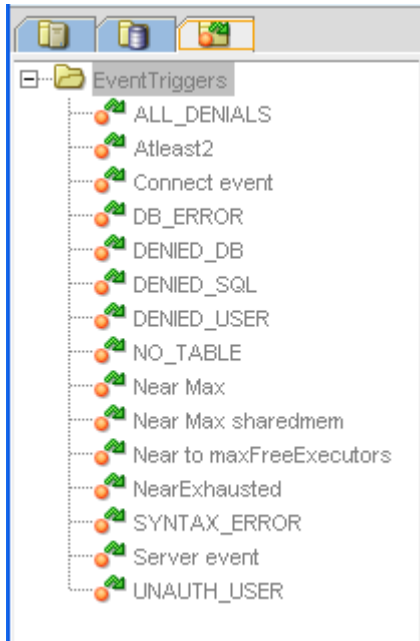 EventTriggers
ALL_DENIALS
Atleast2
Connect event
DB_ERROR
DENIED_DB
DENIED_SQL
DENIED_USER
NO_TABLE
Near Max
Near Max sharedmem
Near to maxFreeExecutors
NearExhausted
SYNTAX_ERROR
Server event
UNAUTH_USER